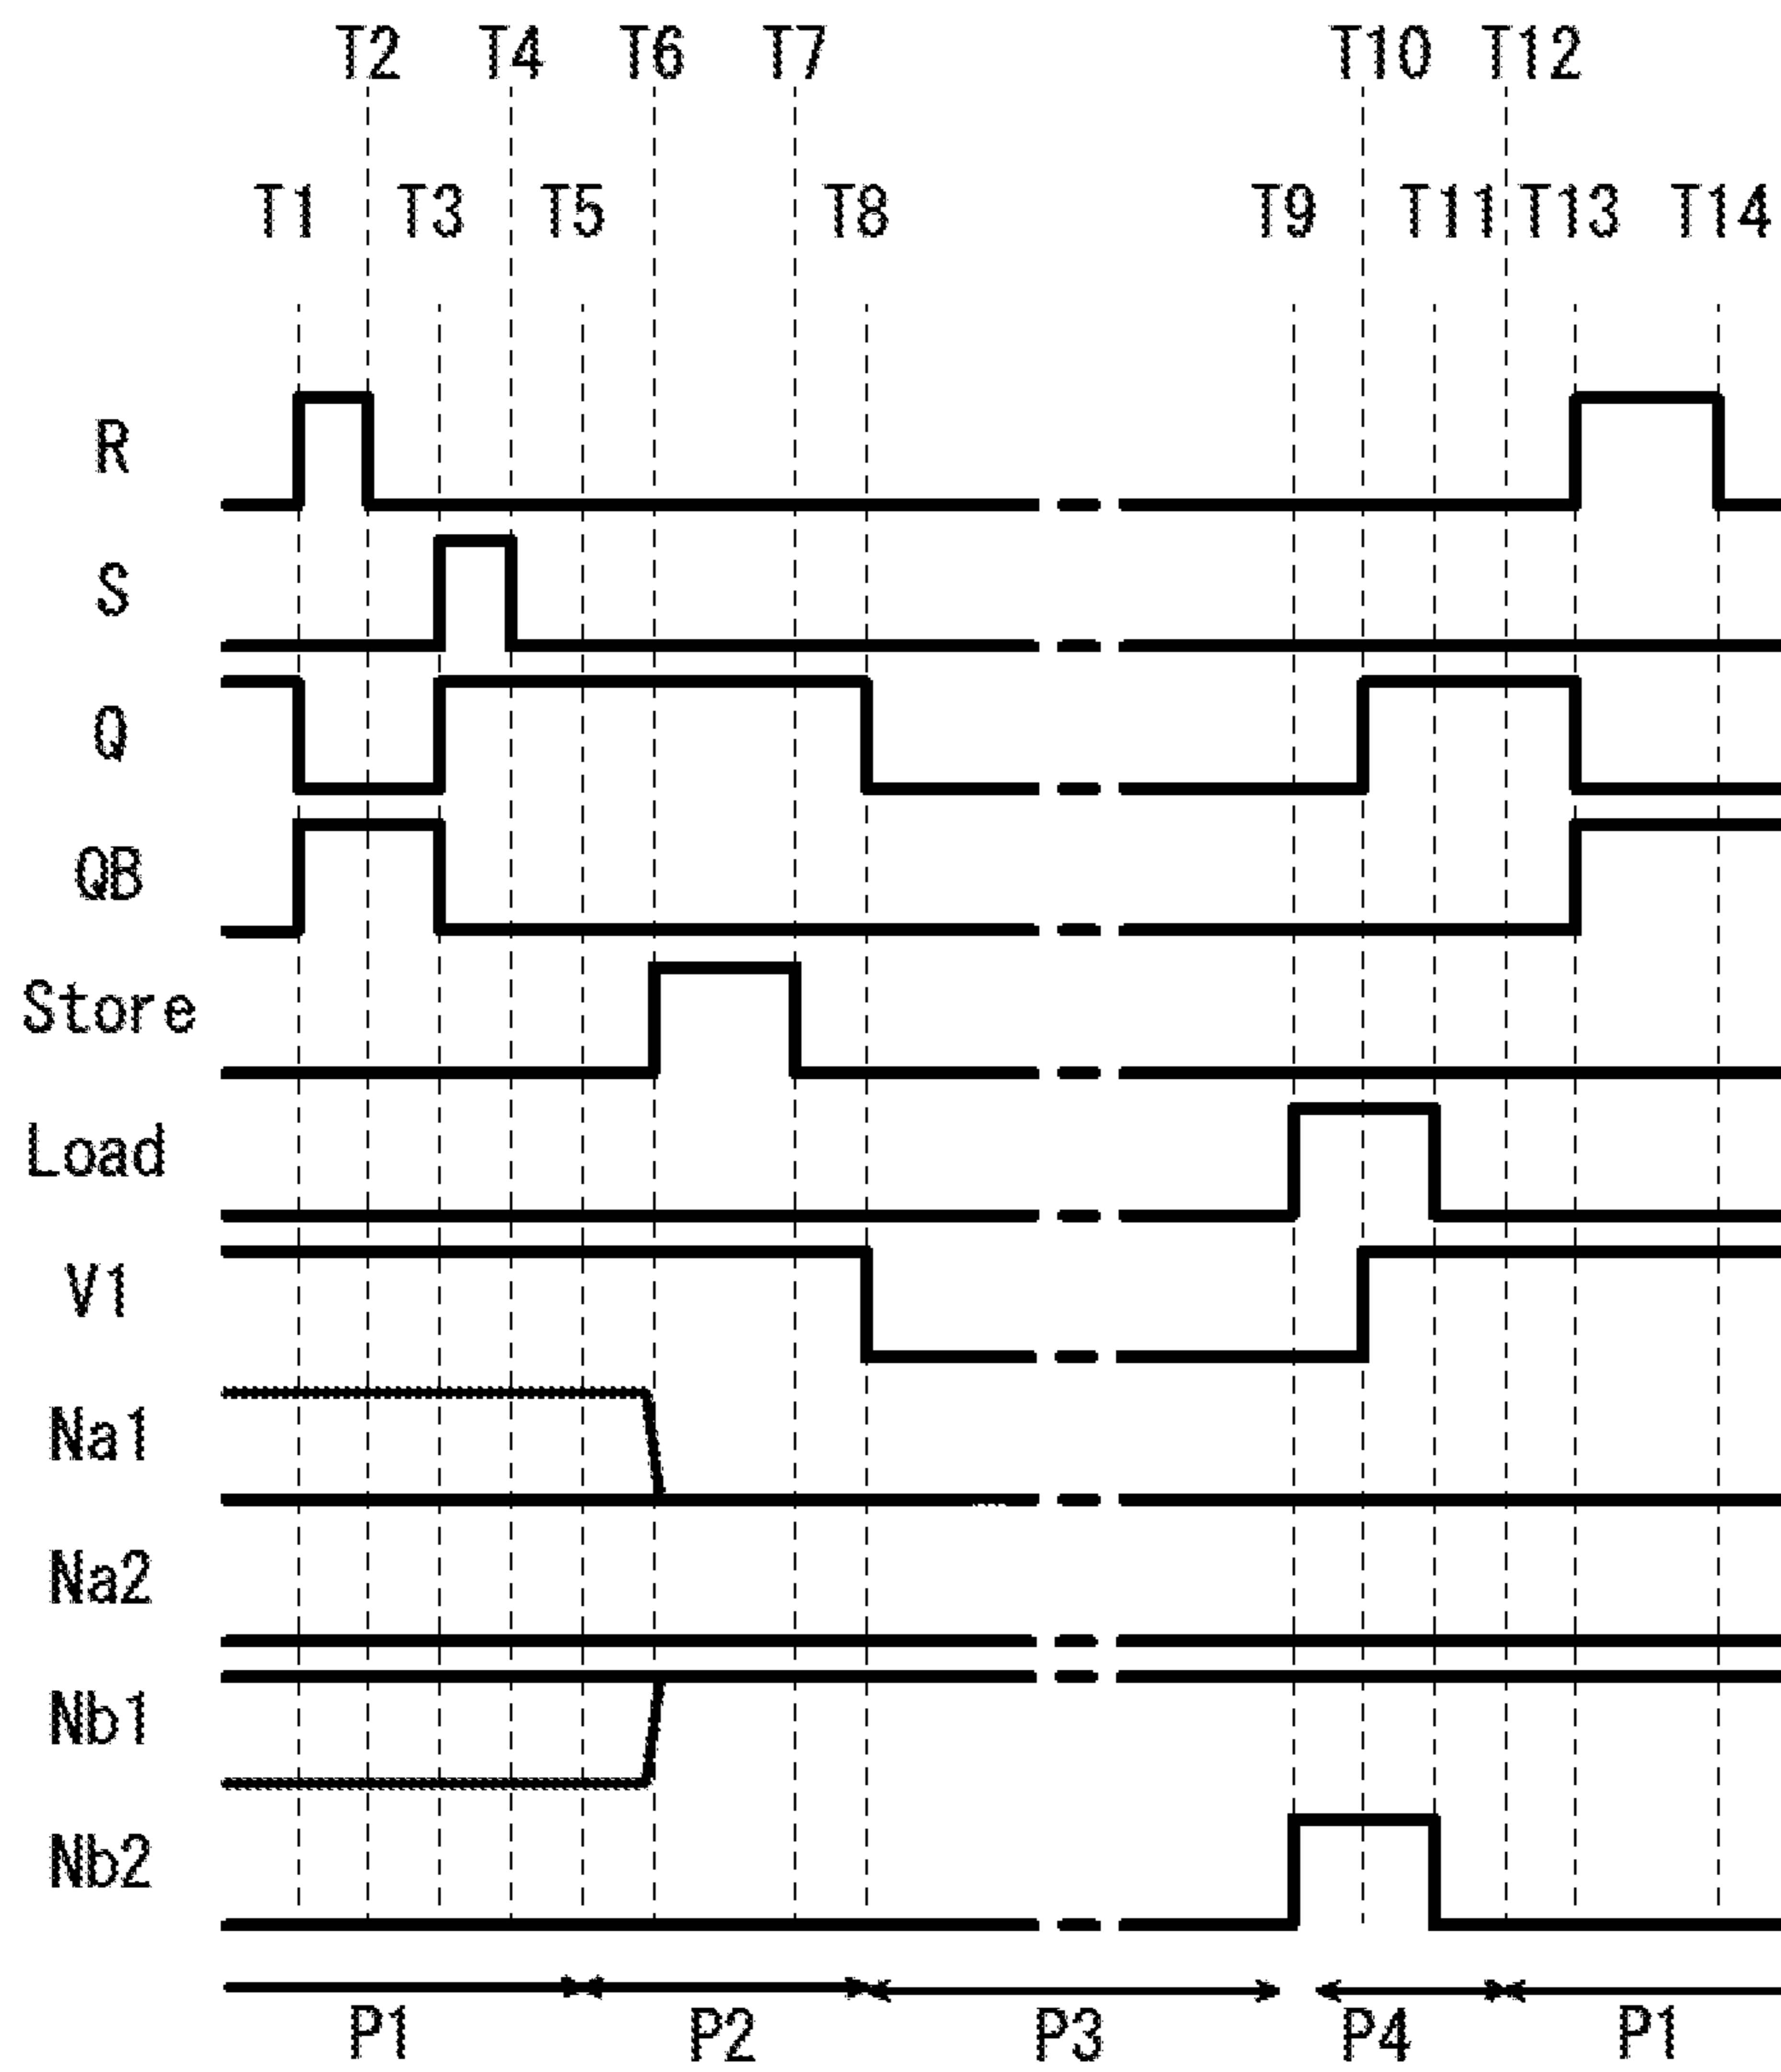 T2 T4 T6 T7 T10 T12
T1 T3 T5 T8 T9 T11 T13 T14
R
S
Q
QB
Store
Load
V1
Na1
Na2
Nb1
Nb2
P1 P2 P3 P4 P1